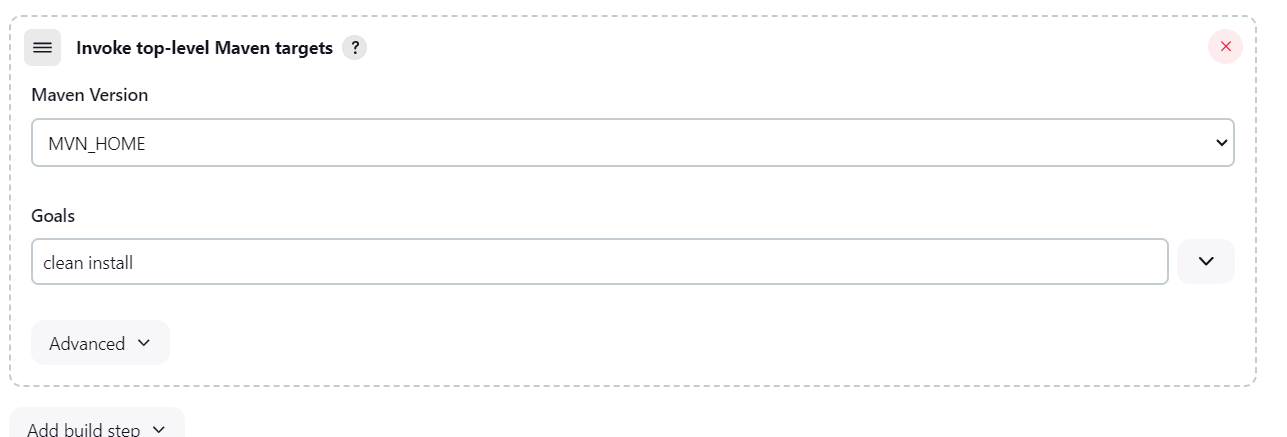 Invoke top-level Maven targets ?
Maven Version
MVN_HOME
Goals
clean install
Advanced
Add build step